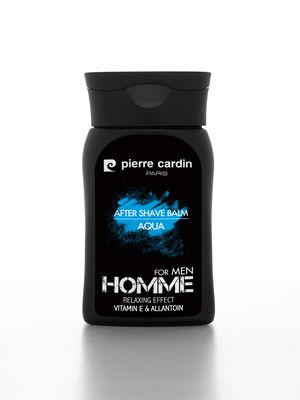 pierre cardin
PARIS
AFTER SHAVE BALM
AQUA
FOR MEN
HOMME
RELAXING EFFECT
VITAMIN E & ALLANTOIN